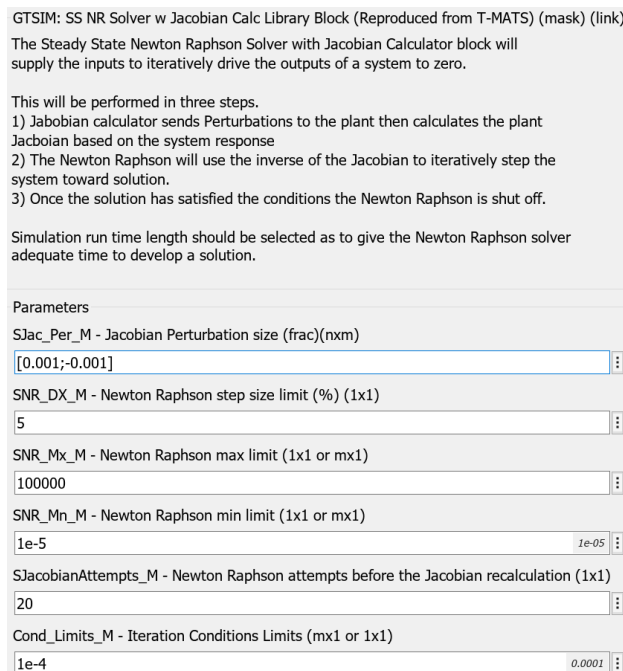 GTSIM: SS NR Solver w Jacobian Calc Library Block (Reproduced from T-MATS) (mask) (link)
The Steady State Newton Raphson Solver with Jacobian Calculator block will
supply the inputs to iteratively drive the outputs of a system to zero.
This will be performed in three steps.
1) Jabobian calculator sends Perturbations to the plant then calculates the plant
Jacboian based on the system response
2) The Newton Raphson will use the inverse of the Jacobian to iteratively step the
system toward solution.
3) Once the solution has satisfied the conditions the Newton Raphson is shut off.
Simulation run time length should be selected as to give the Newton Raphson solver
adequate time to develop a solution.
Parameters
SJac_Per_M - Jacobian Perturbation size (frac)(nxm)
[0.001;-0.001]
SNR_DX_M - Newton Raphson step size limit (%) (1x1)
5
SNR_Mx_M - Newton Raphson max limit (1x1 or mx1)
100000
SNR_Mn_M - Newton Raphson min limit (1x1 or mx1)
1e-5 1e-05
SJacobianAttempts_M - Newton Raphson attempts before the Jacobian recalculation (1x1)
20
Cond_Limits_M - Iteration Conditions Limits (mx1 or 1x1)
1e-4 0.0001